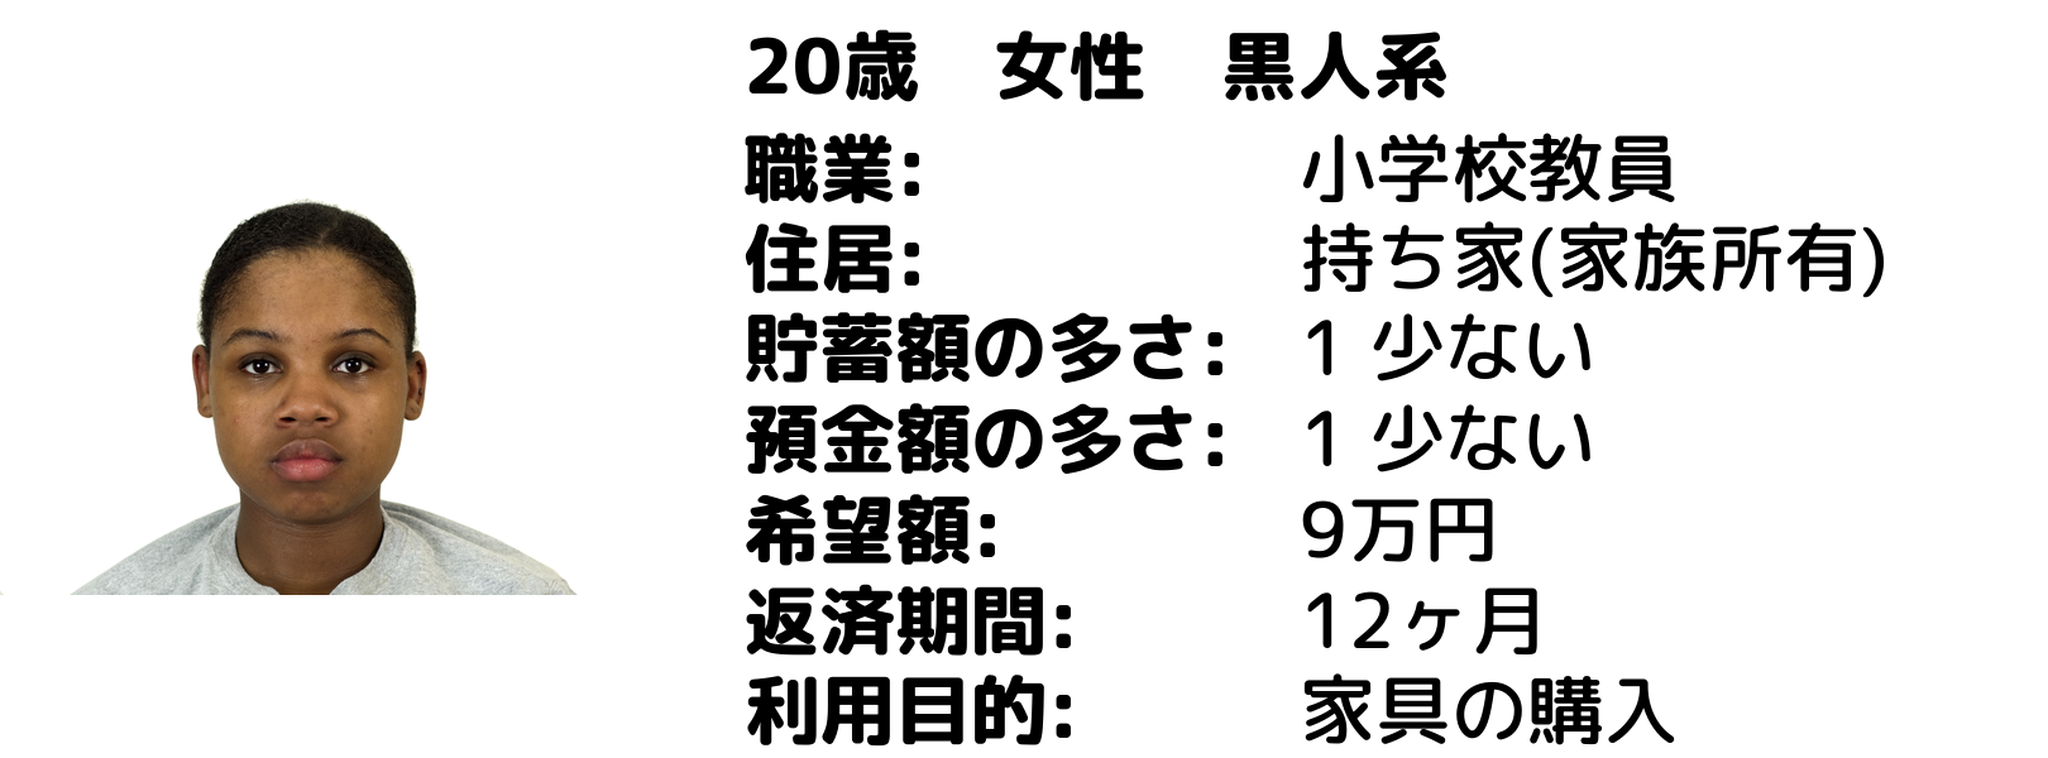 20歳　女性　黒人系
職業: 小学校教員
住居: 持ち家(家族所有)
貯蓄額の多さ: 1 少ない
預金額の多さ: 1 少ない
希望額: 9万円
返済期間: 12ヶ月
利用目的: 家具の購入